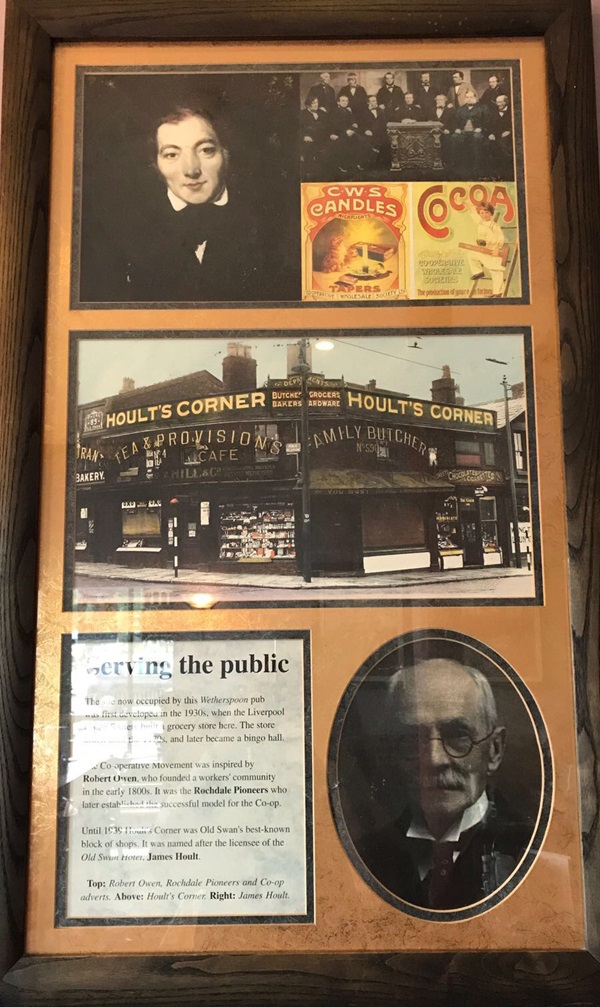 C·W·S
CANDLES
TAPERS
COCOA
CO-OPERATIVE
WHOLESALE
SOCIETIES
HOULT'S CORNER
BUTCHERS GROCERS
BAKERS HARDWARE
HOULT'S CORNER
TEA & PROVISIONS
CAFE
FAMILY BUTCHER
BAKERY.
Serving the public
The now occupied by this Wetherspoon pub
was first developed in the 1930s, when the Liverpool
a grocery store here. The store
and later became a bingo hall.
Co-operative Movement was inspired by
Robert Owen, who founded a workers' community
in the early 1800s. It was the Rochdale Pioneers who
later established the successful model for the Co-op.
Until 1939 Hoult's Corner was Old Swan's best-known
block of shops. It was named after the licensee of the
Old Swan Hotel, James Hoult.
Top: Robert Owen, Rochdale Pioneers and Co-op
adverts. Above: Hoult's Corner. Right: James Hoult.